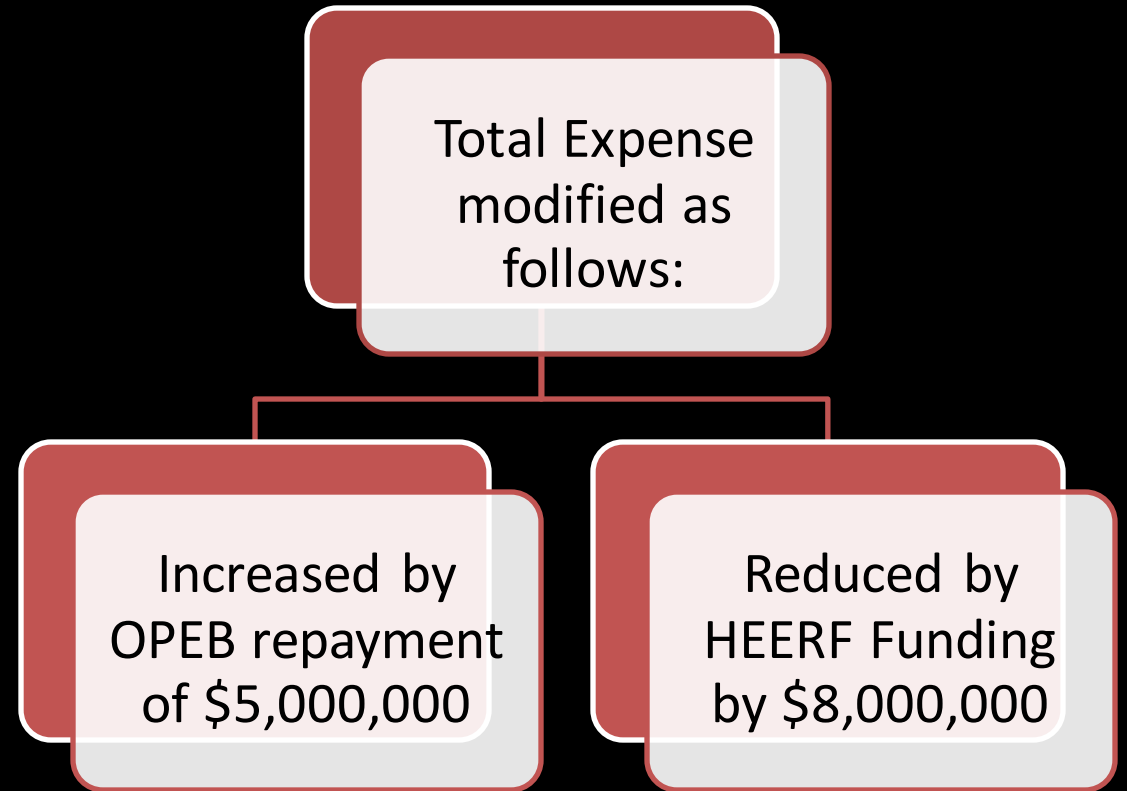 Total Expense
modified as
follows:
Increased by
OPEB repayment
of $5,000,000
Reduced by
HEERF Funding
by $8,000,000